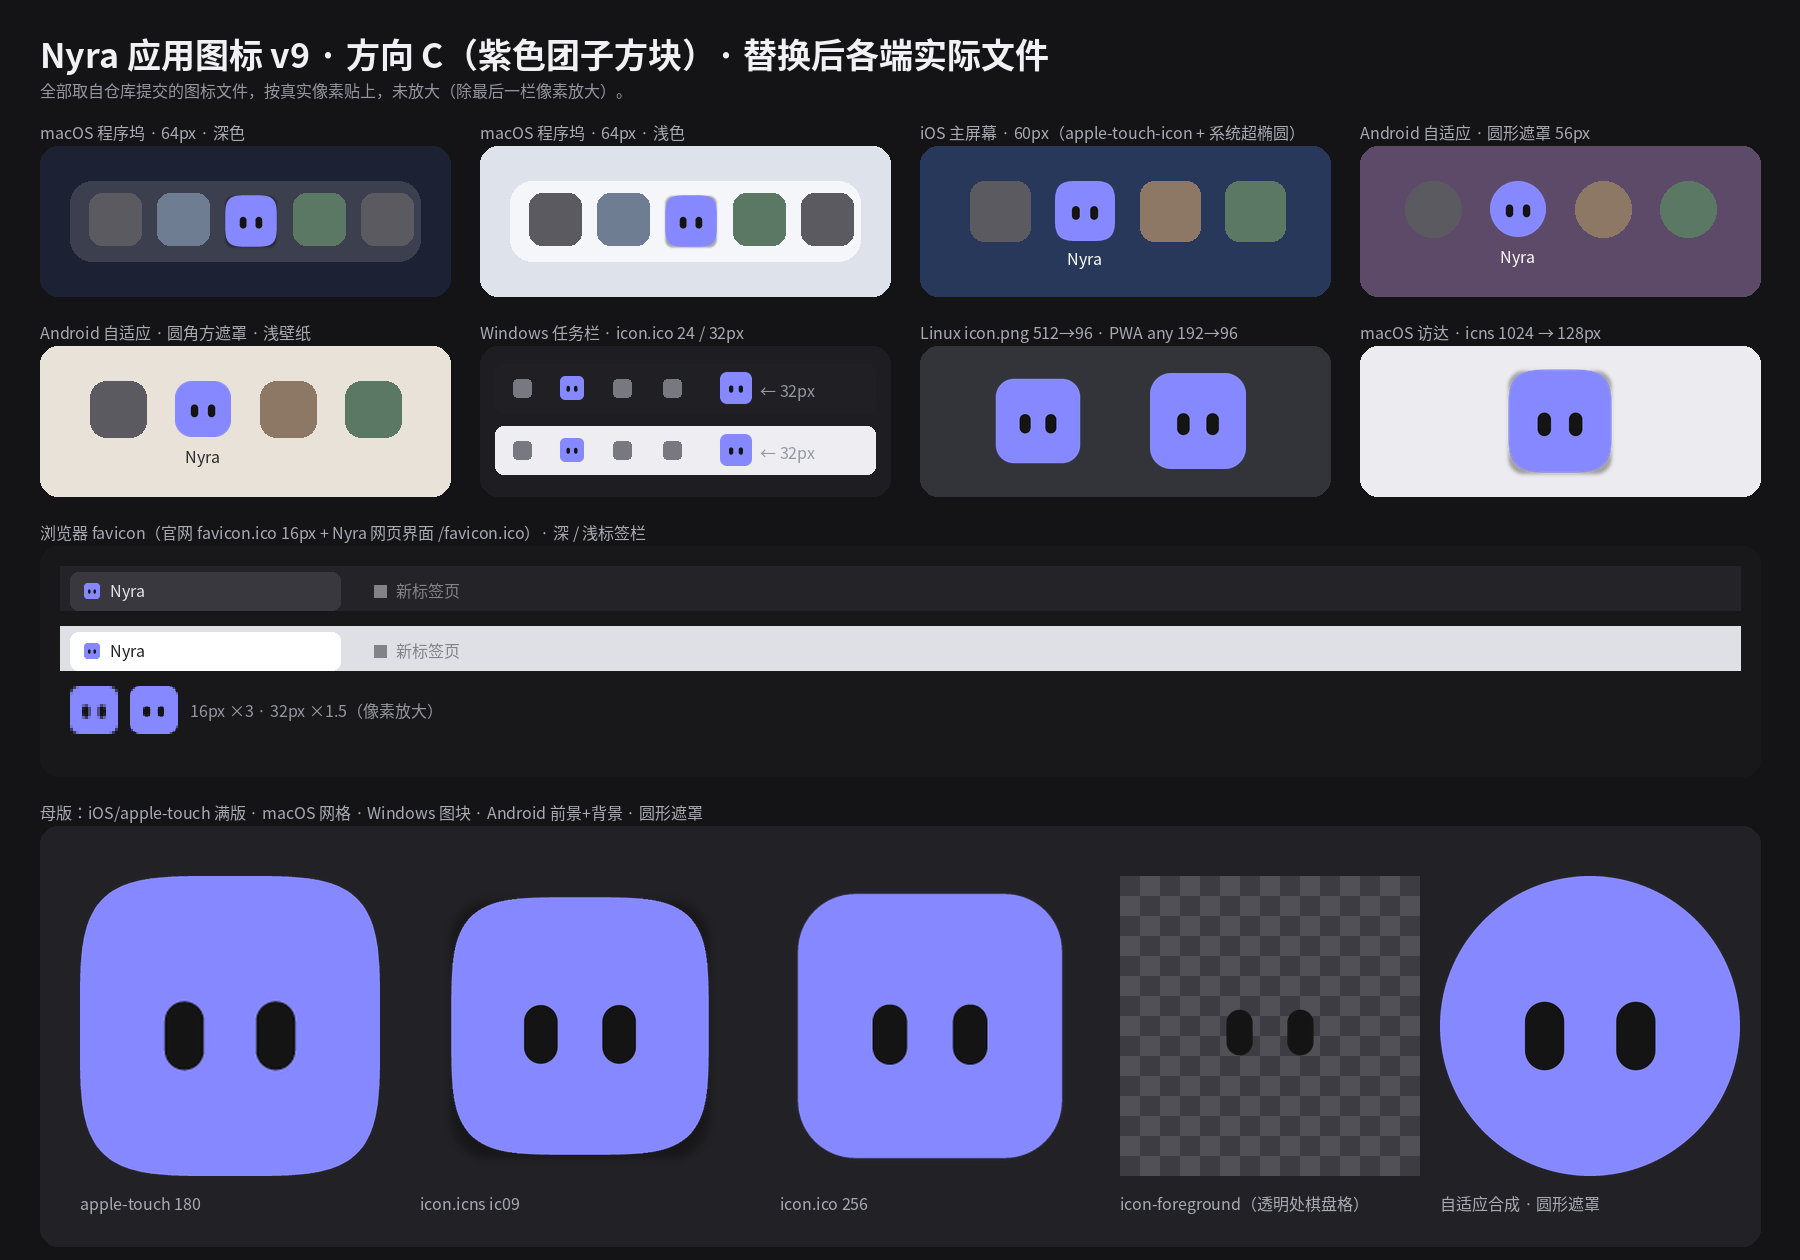 Nyra 应用图标 v9 · 方向 C（紫色团子方块）· 替换后各端实际文件
全部取自仓库提交的图标文件，按真实像素贴上，未放大（除最后一栏像素放大）。
macOS 程序坞 · 64px · 深色
macOS 程序坞 · 64px · 浅色
iOS 主屏幕 · 60px（apple-touch-icon + 系统超椭圆）
Android 自适应 · 圆形遮罩 56px
Nyra
Nyra
Android 自适应 · 圆角方遮罩 · 浅壁纸
Windows 任务栏 · icon.ico 24 / 32px
Linux icon.png 512→96 · PWA any 192→96
macOS 访达 · icns 1024 → 128px
Nyra
← 32px
← 32px
浏览器 favicon（官网 favicon.ico 16px + Nyra 网页界面 /favicon.ico）· 深 / 浅标签栏
Nyra
新标签页
Nyra
新标签页
16px ×3 · 32px ×1.5（像素放大）
母版：iOS/apple-touch 满版 · macOS 网格 · Windows 图块 · Android 前景+背景 · 圆形遮罩
apple-touch 180
icon.icns ic09
icon.ico 256
icon-foreground（透明处棋盘格）
自适应合成 · 圆形遮罩